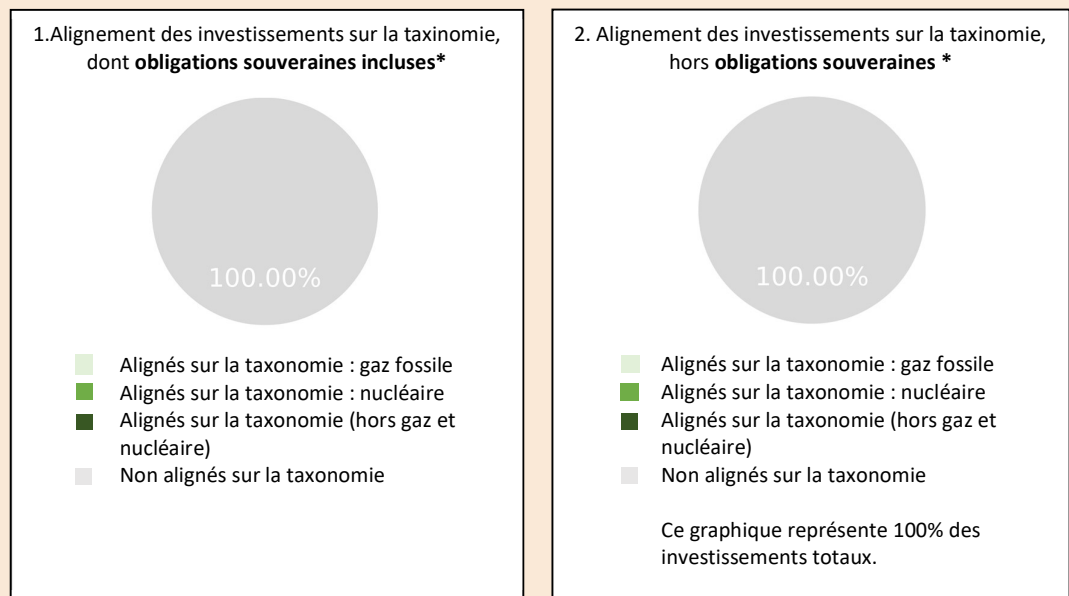 1.Alignement des investissements sur la taxinomie,
dont obligations souveraines incluses*
100.00%
Alignés sur la taxonomie : gaz fossile
Alignés sur la taxonomie : nucléaire
Alignés sur la taxonomie (hors gaz et
nucléaire)
Non alignés sur la taxonomie
2. Alignement des investissements sur la taxinomie,
hors obligations souveraines *
100.00%
Alignés sur la taxonomie : gaz fossile
Alignés sur la taxonomie : nucléaire
Alignés sur la taxonomie (hors gaz et
nucléaire)
Non alignés sur la taxonomie
Ce graphique représente 100% des
investissements totaux.